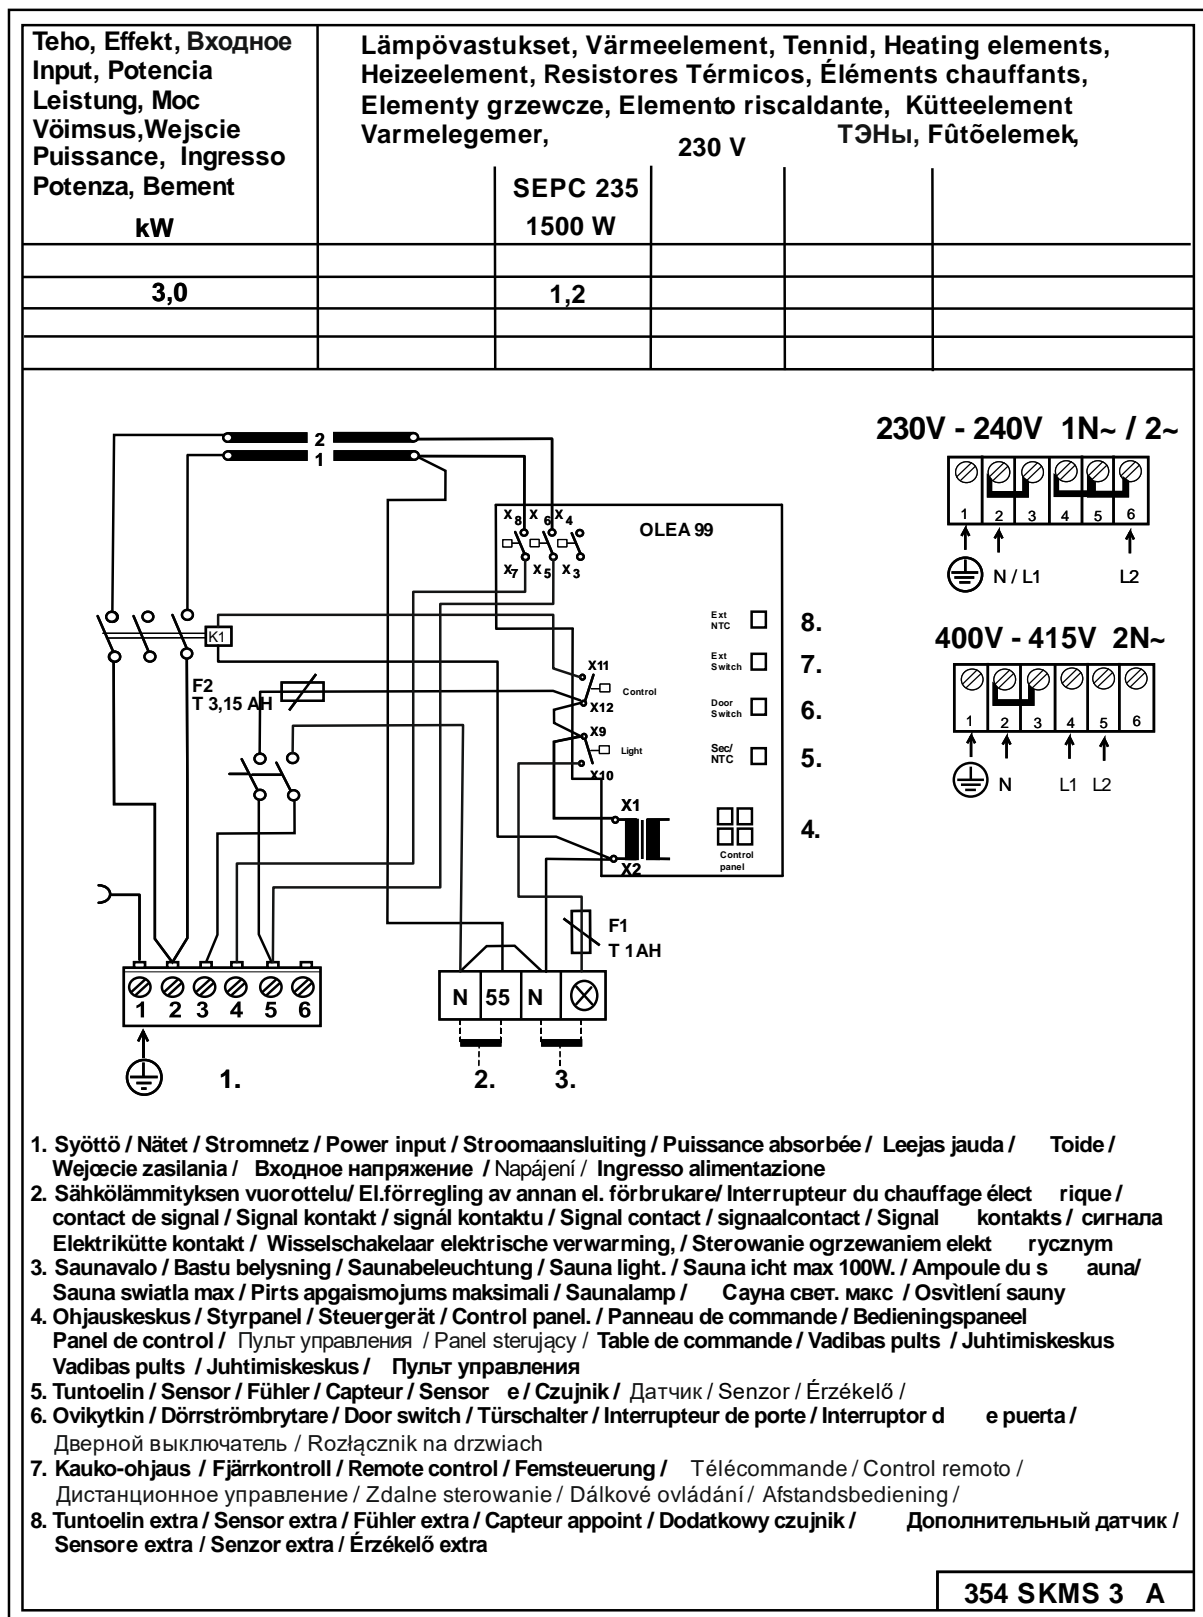 Teho, Effekt, Входное
Input, Potencia
Leistung, Moc
Vöimsus,Wejscie
Puissance, Ingresso
Potenza, Bement
kW
Lämpövastukset, Värmeelement, Tennid, Heating elements,
Heizeelement, Resistores Térmicos, Éléments chauffants,
Elementy grzewcze, Elemento riscaldante, Kütteelement
Varmelegemer, 230 V ТЭНы, Fûtõelemek,
SEPC 235
1500 W
3,0 1,2
2
1
X8 X6 X4
X7 X5 X3
OLEA 99
K1
F2
T 3,15 AH
X11
Control
X12
X9
Light
X10
X1
X2
Ext
NTC
8.
Ext
Switch
7.
Door
Switch
6.
Sec/
NTC
5.
4.
Control
panel
F1
T 1AH
1 2 3 4 5 6
1.
N 55 N
2. 3.
230V - 240V 1N~ / 2~
1 2 3 4 5 6
N / L1 L2
400V - 415V 2N~
1 2 3 4 5 6
N L1 L2
1. Syöttö / Nätet / Stromnetz / Power input / Stroomaansluiting / Puissance absorbée / Leejas jauda / Toide /
Wejœcie zasilania / Входное напряжение / Napájení / Ingresso alimentazione
2. Sähkölämmityksen vuorottelu/ El.förregling av annan el. förbrukare/ Interrupteur du chauffage élect rique /
contact de signal / Signal kontakt / signál kontaktu / Signal contact / signaalcontact / Signal kontakts / сигнала
Elektrikütte kontakt / Wisselschakelaar elektrische verwarming, / Sterowanie ogrzewaniem elekt rycznym
3. Saunavalo / Bastu belysning / Saunabeleuchtung / Sauna light. / Sauna icht max 100W. / Ampoule du s auna/
Sauna swiatla max / Pirts apgaismojums maksimali / Saunalamp / Сауна свет. макс / Osvìtlení sauny
4. Ohjauskeskus / Styrpanel / Steuergerät / Control panel. / Panneau de commande / Bedieningspaneel
Panel de control / Пульт управления / Panel sterujący / Table de commande / Vadibas pults / Juhtimiskeskus
Vadibas pults / Juhtimiskeskus / Пульт управления
5. Tuntoelin / Sensor / Fühler / Capteur / Sensor e / Czujnik / Датчик / Senzor / Érzékelő /
6. Ovikytkin / Dörrströmbrytare / Door switch / Türschalter / Interrupteur de porte / Interruptor d e puerta /
Дверной выключатель / Rozłącznik na drzwiach
7. Kauko-ohjaus / Fjärrkontroll / Remote control / Fernsteuerung / Télécommande / Control remoto /
Дистанционное управление / Zdalne sterowanie / Dálkové ovládání / Afstandsbediening /
8. Tuntoelin extra / Sensor extra / Fühler extra / Capteur appoint / Dodatkowy czujnik / Дополнительный датчик /
Sensore extra / Senzor extra / Érzékelő extra
354 SKMS 3 A